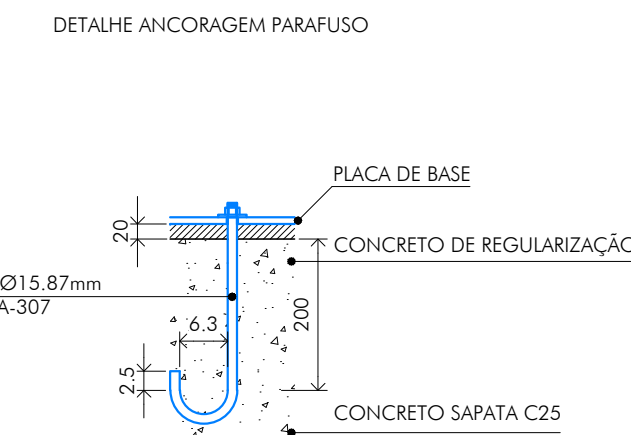 DETALHE ANCORAGEM PARAFUSO
PLACA DE BASE
20
CONCRETO DE REGULARIZAÇÃO
Ø15.87mm
A-307
6.3
200
2.5
CONCRETO SAPATA C25